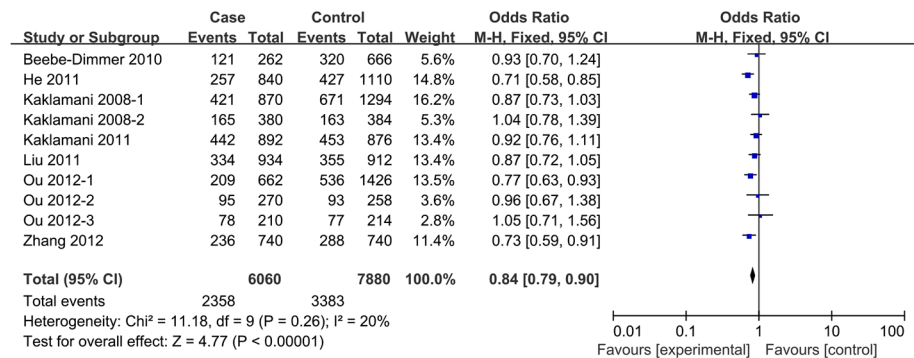 Case Control Odds Ratio Odds Ratio
Study or Subgroup Events Total Events Total Weight M-H, Fixed, 95% CI M-H, Fixed, 95% CI
Beebe-Dimmer 2010 121 262 320 666 5.6% 0.93 [0.70, 1.24]
He 2011 257 840 427 1110 14.8% 0.71 [0.58, 0.85]
Kaklamani 2008-1 421 870 671 1294 16.2% 0.87 [0.73, 1.03]
Kaklamani 2008-2 165 380 163 384 5.3% 1.04 [0.78, 1.39]
Kaklamani 2011 442 892 453 876 13.4% 0.92 [0.76, 1.11]
Liu 2011 334 934 355 912 13.4% 0.87 [0.72, 1.05]
Ou 2012-1 209 662 536 1426 13.5% 0.77 [0.63, 0.93]
Ou 2012-2 95 270 93 258 3.6% 0.96 [0.67, 1.38]
Ou 2012-3 78 210 77 214 2.8% 1.05 [0.71, 1.56]
Zhang 2012 236 740 288 740 11.4% 0.73 [0.59, 0.91]
Total (95% CI) 6060 7880 100.0% 0.84 [0.79, 0.90]
Total events 2358 3383
Heterogeneity: Chi² = 11.18, df = 9 (P = 0.26); I² = 20%
Test for overall effect: Z = 4.77 (P < 0.00001)
0.01 0.1 1 10 100
Favours [experimental] Favours [control]